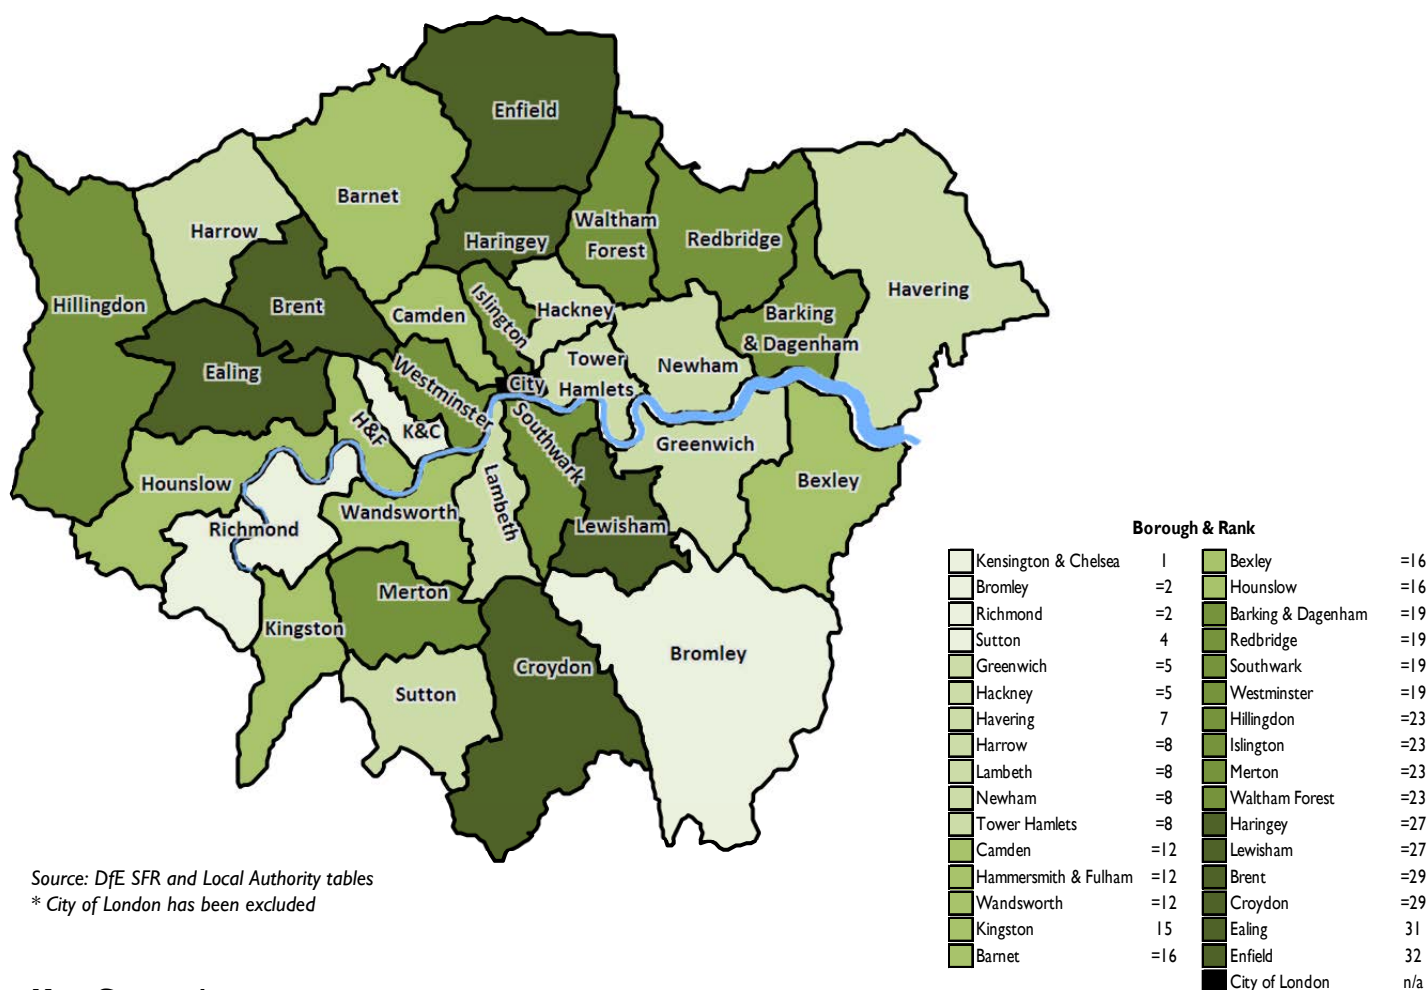 Enfield
Barnet
Harrow
Haringey
Waltham
Forest
Redbridge
Havering
Hillingdon
Brent
Camden
Islington
Hackney
Barking
& Dagenham
Ealing
Westminster
City
Tower
Hamlets
Newham
H&F
K&C
Southwark
Greenwich
Hounslow
Richmond
Wandsworth
Lambeth
Lewisham
Bexley
Merton
Kingston
Sutton
Croydon
Bromley
Borough & Rank
Kensington & Chelsea 1
Bromley =2
Richmond =2
Sutton 4
Greenwich =5
Hackney =5
Havering 7
Harrow =8
Lambeth =8
Newham =8
Tower Hamlets =8
Camden =12
Hammersmith & Fulham =12
Wandsworth =12
Kingston 15
Barnet =16
Bexley =16
Hounslow =16
Barking & Dagenham =19
Redbridge =19
Southwark =19
Westminster =19
Hillingdon =23
Islington =23
Merton =23
Waltham Forest =23
Haringey =27
Lewisham =27
Brent =29
Croydon =29
Ealing 31
Enfield 32
City of London n/a
Source: DfE SFR and Local Authority tables
* City of London has been excluded